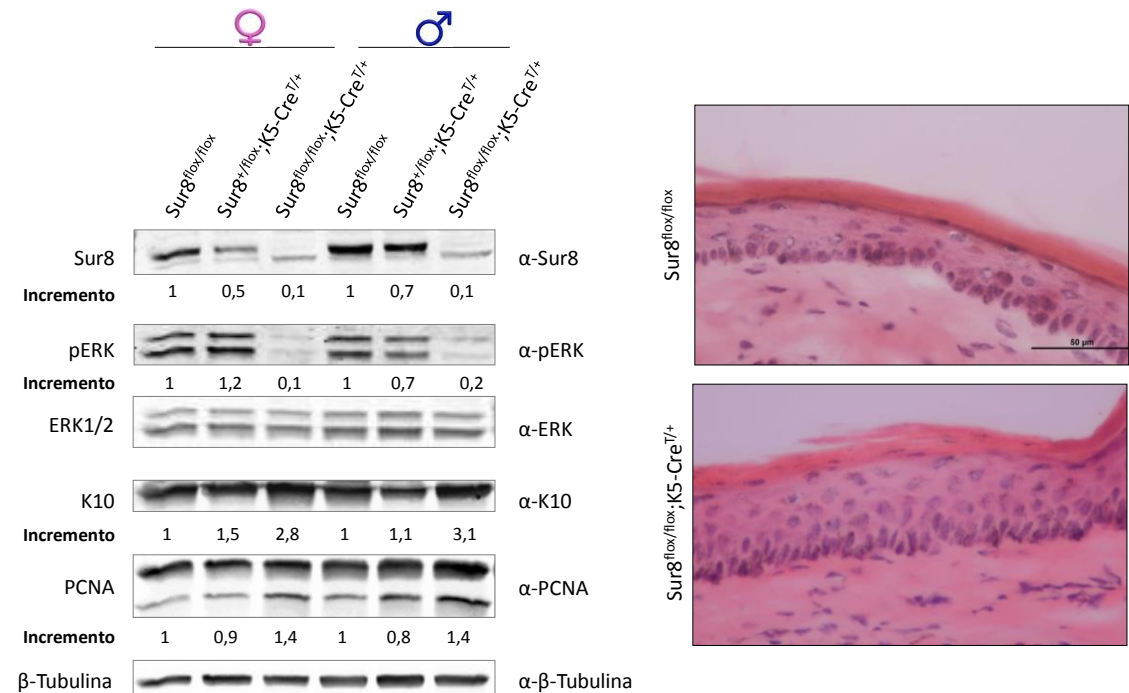 ♀ ♂
Sur8flox/flox
Sur8+/flox;K5-CreT/+
Sur8flox/flox;K5-CreT/+
Sur8flox/flox
Sur8+/flox;K5-CreT/+
Sur8flox/flox;K5-CreT/+
Sur8 α-Sur8
Incremento 1 0,5 0,1 1 0,7 0,1
pERK α-pERK
Incremento 1 1,2 0,1 1 0,7 0,2
ERK1/2 α-ERK
K10 α-K10
Incremento 1 1,5 2,8 1 1,1 3,1
PCNA α-PCNA
Incremento 1 0,9 1,4 1 0,8 1,4
β-Tubulina α-β-Tubulina
Sur8flox/flox
50 µm
Sur8flox/flox;K5-CreT/+